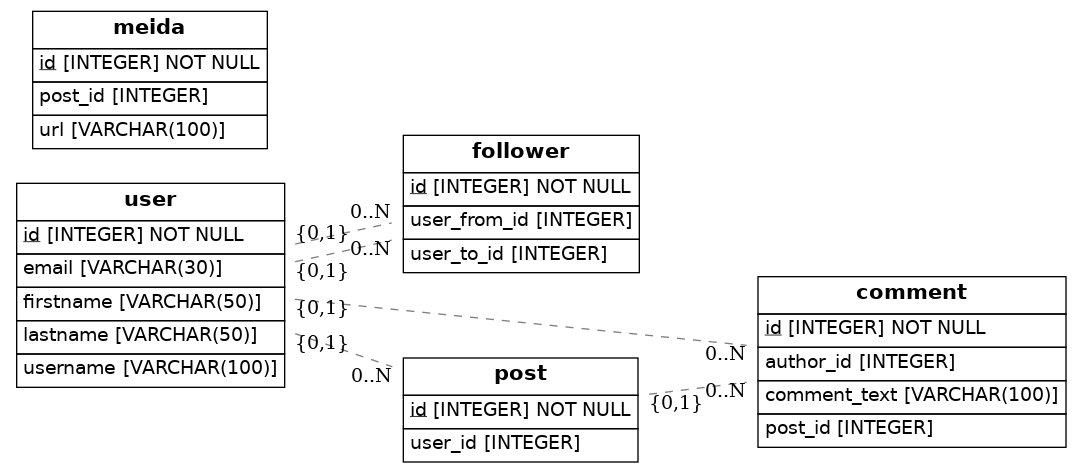 meida
id [INTEGER] NOT NULL
post_id [INTEGER]
url [VARCHAR(100)]
user
id [INTEGER] NOT NULL
email [VARCHAR(30)]
firstname [VARCHAR(50)]
lastname [VARCHAR(50)]
username [VARCHAR(100)]
0..N
{0,1}
0..N
{0,1}
{0,1}
0..N
{0,1}
0..N
{0,1}
0..N
follower
id [INTEGER] NOT NULL
user_from_id [INTEGER]
user_to_id [INTEGER]
post
id [INTEGER] NOT NULL
user_id [INTEGER]
comment
id [INTEGER] NOT NULL
author_id [INTEGER]
comment_text [VARCHAR(100)]
post_id [INTEGER]